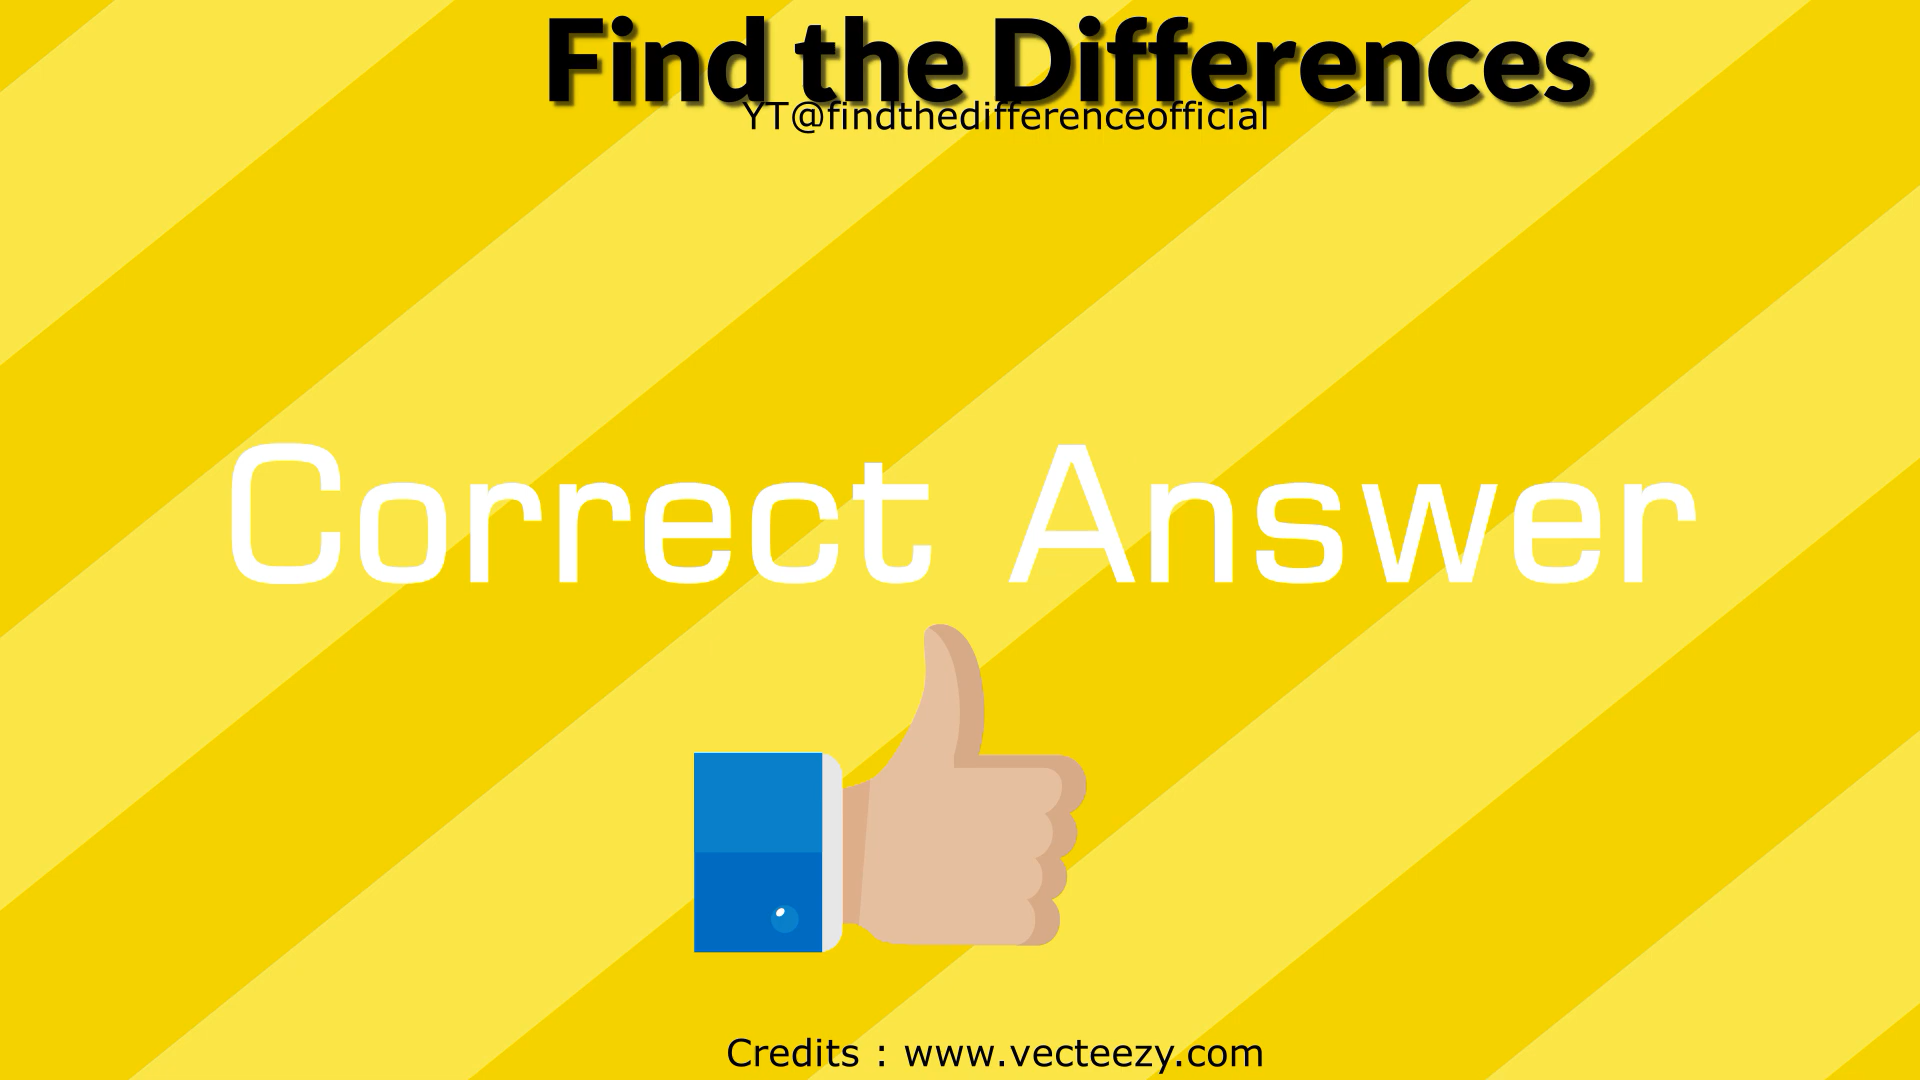 Find the Differences
YT@findthedifferenceofficial
Correct Answer
Credits : www.vecteezy.com